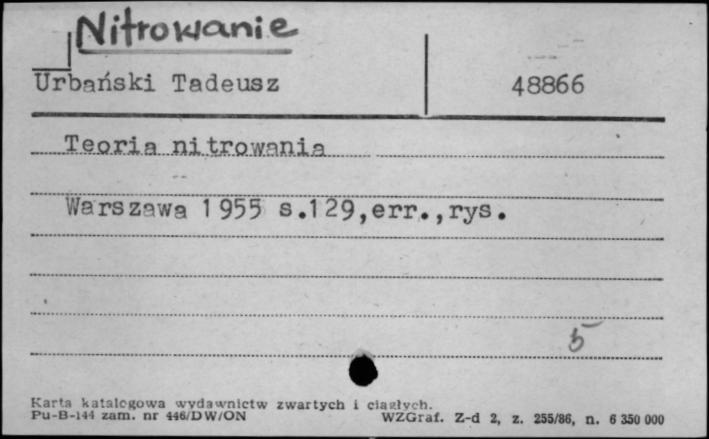 Nitrowanie
Urbański Tadeusz 48866
Teoria nitrowania
Warszawa 1955 s.129,err.,rys.
5
Karta katalogowa wydawnictw zwartych i ciągłych.
Pu-B-144 zam. nr 446/DW/ON WZGraf. Z-d 2, z. 255/86, n. 6 350 000